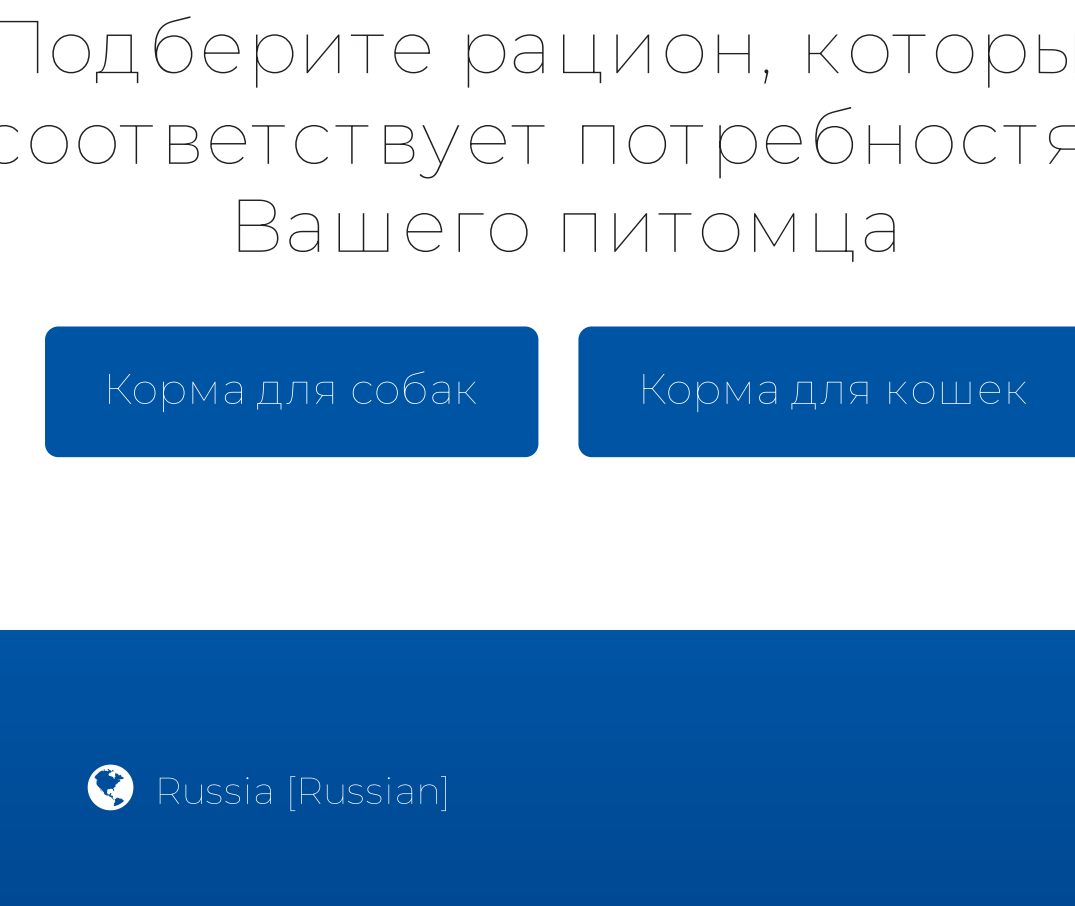 Подберите рацион, которы
соответствует потребностя
Вашего питомца
Корма для собак
Корма для кошек
Russia [Russian]